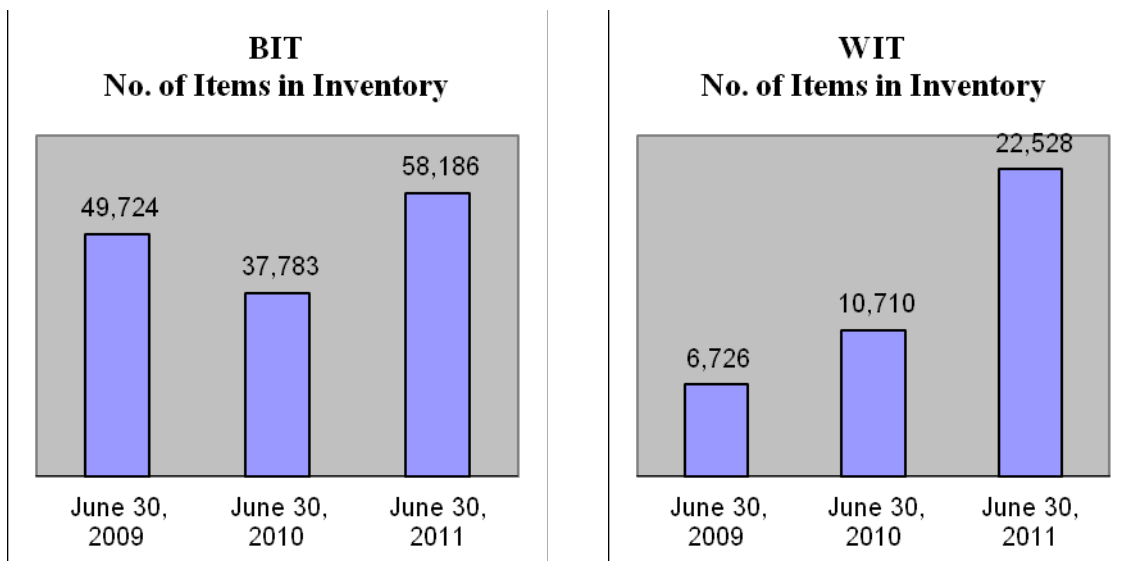 BIT
No. of Items in Inventory
49,724
37,783
58,186
June 30,
2009
June 30,
2010
June 30,
2011
WIT
No. of Items in Inventory
6,726
10,710
22,528
June 30,
2009
June 30,
2010
June 30,
2011